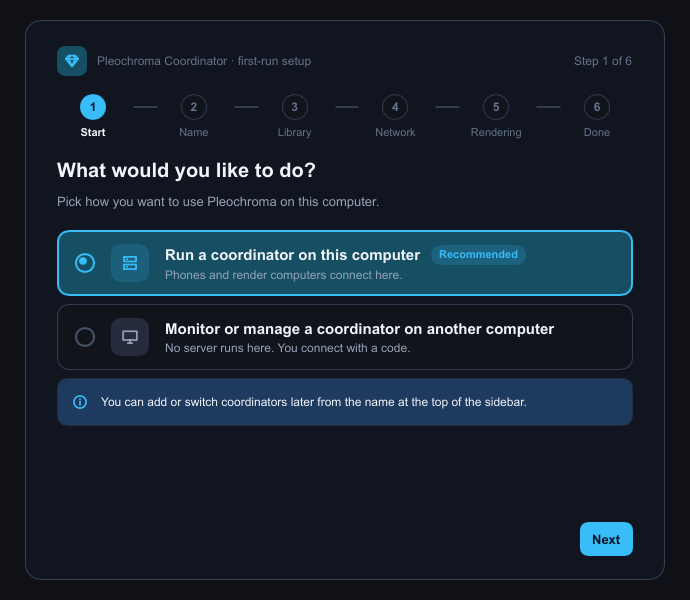 Pleochroma Coordinator · first-run setup
Step 1 of 6
1
2
3
4
5
6
Start
Name
Library
Network
Rendering
Done
What would you like to do?
Pick how you want to use Pleochroma on this computer.
Run a coordinator on this computer
Recommended
Phones and render computers connect here.
Monitor or manage a coordinator on another computer
No server runs here. You connect with a code.
You can add or switch coordinators later from the name at the top of the sidebar.
Next